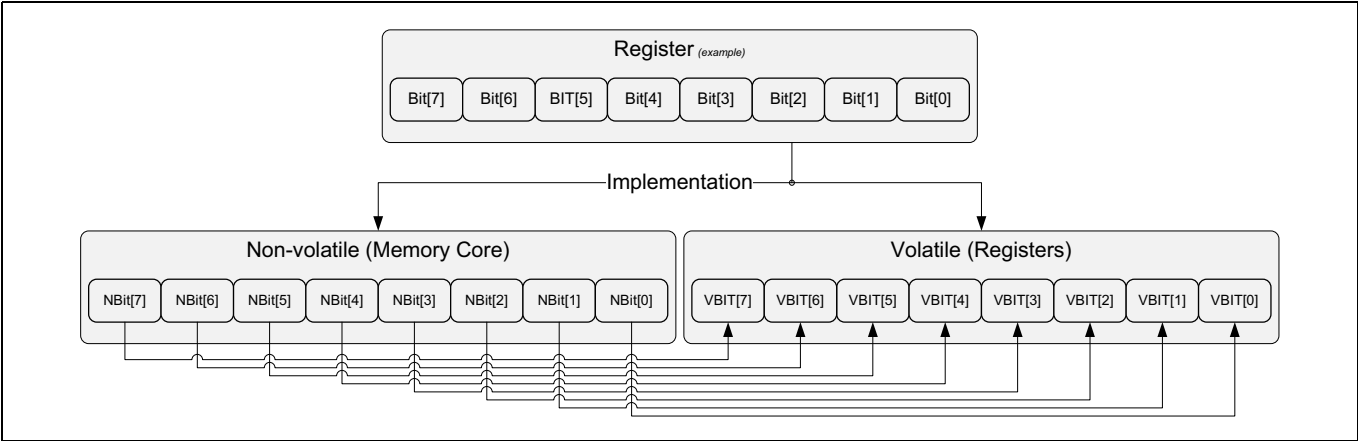 Register (example)
Bit[7] Bit[6] BIT[5] Bit[4] Bit[3] Bit[2] Bit[1] Bit[0]
Implementation
Non-volatile (Memory Core) Volatile (Registers)
NBit[7] NBit[6] NBit[5] NBit[4] NBit[3] NBit[2] NBit[1] NBit[0] VBIT[7] VBIT[6] VBIT[5] VBIT[4] VBIT[3] VBIT[2] VBIT[1] VBIT[0]